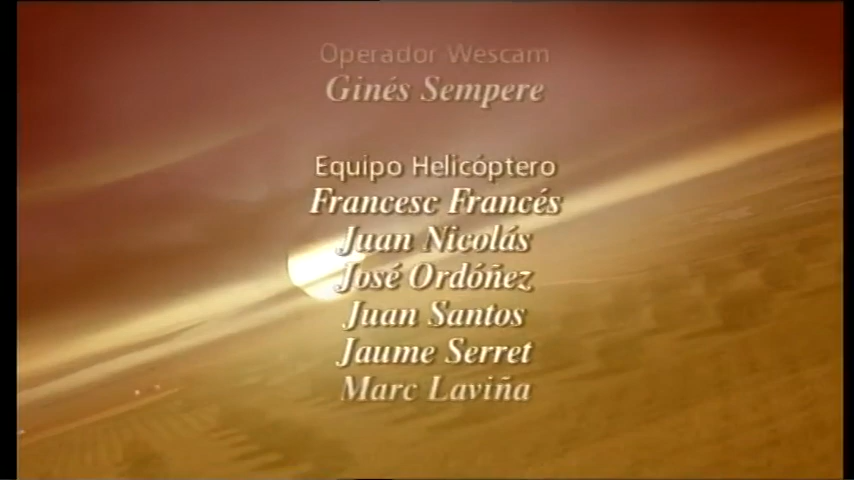 Operador Wescam
Ginés Sempere
Equipo Helicóptero
Francesc Francés
Juan Nicolás
José Ordóñez
Juan Santos
Jaume Serret
Marc Laviña